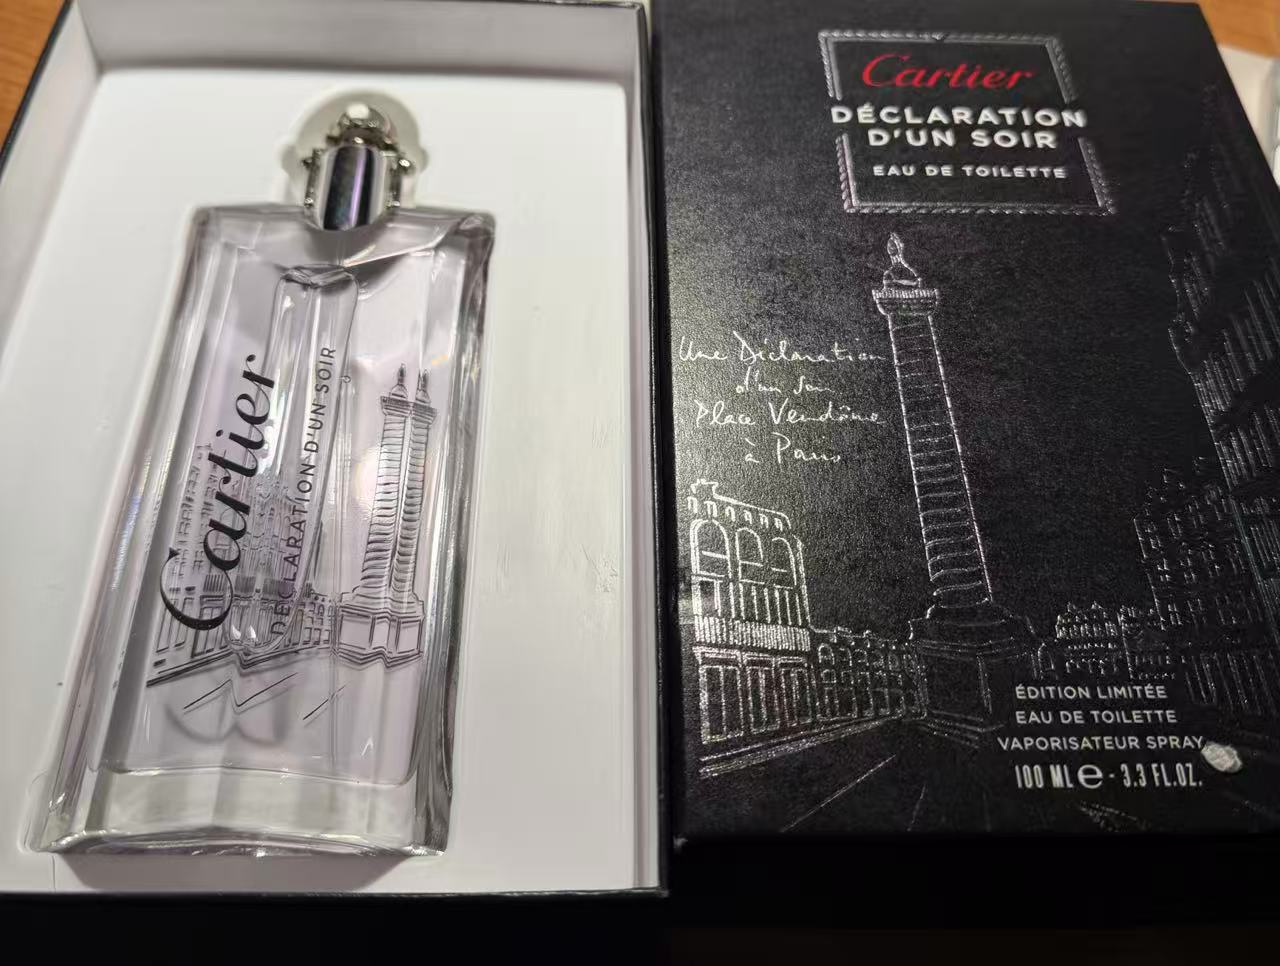 Cartier
DÉCLARATION D'UN SOIR
Cartier
DÉCLARATION
D'UN SOIR
EAU DE TOILETTE
Une Déclaration
d'un Soir
Place Vendôme
à Paris
ÉDITION LIMITÉE
EAU DE TOILETTE
VAPORISATEUR SPRAY
100 ML e - 3.3 FL.OZ.